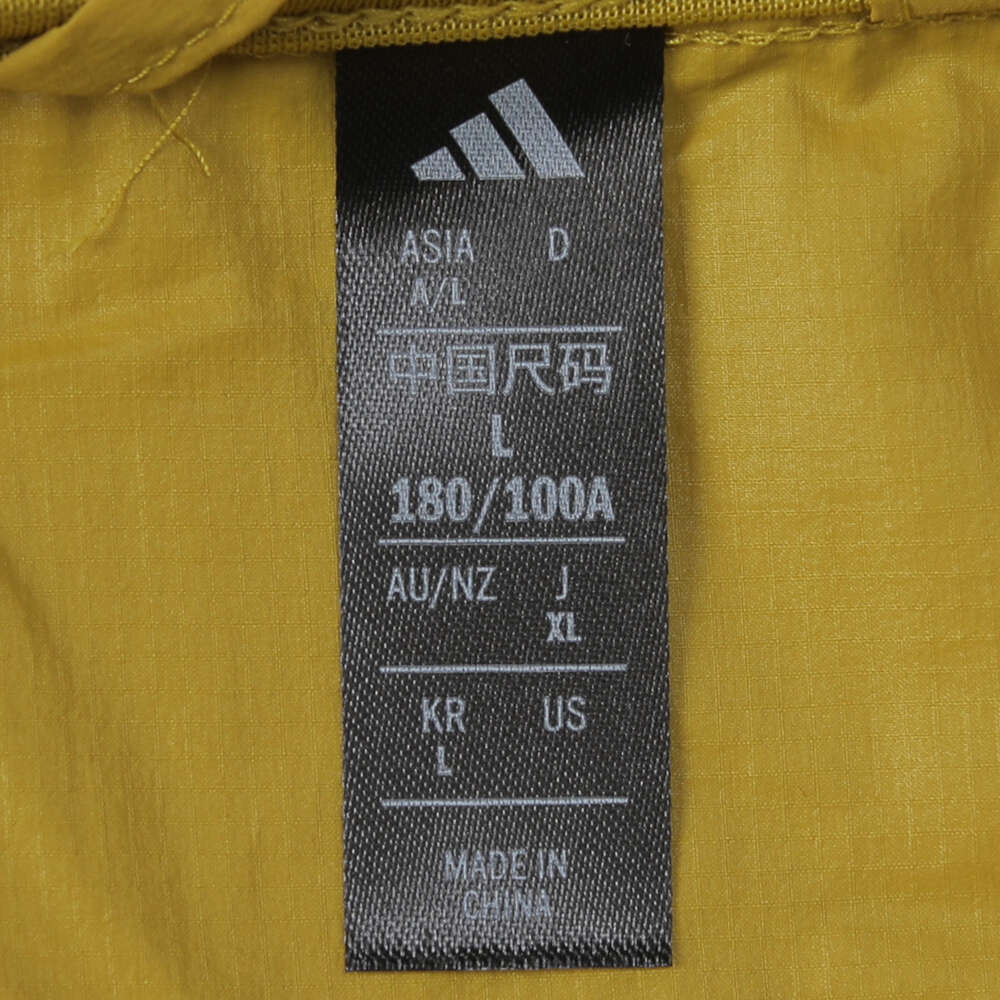 ASIA D
A/L
中国尺码
L
180/100A
AU/NZ J
XL
KR US
L
MADE IN
CHINA